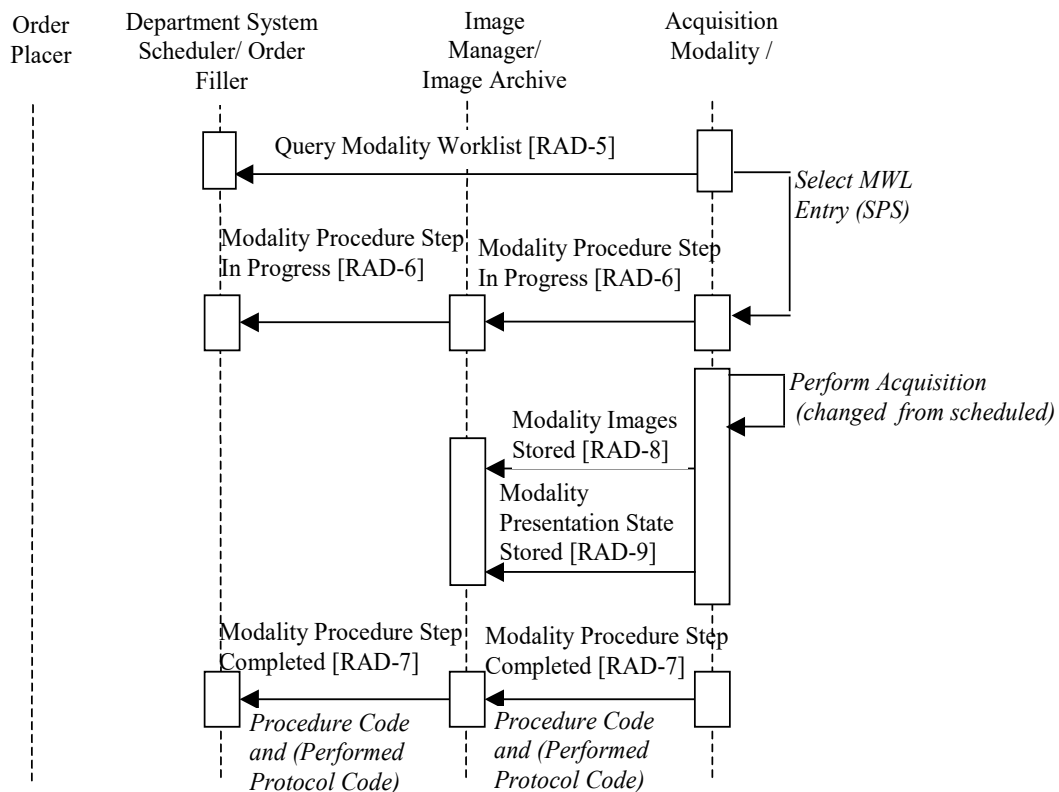 Order
Placer
Department System
Scheduler/ Order
Filler
Image
Manager/
Image Archive
Acquisition
Modality /
Query Modality Worklist [RAD-5]
Select MWL
Entry (SPS)
Modality Procedure Step
In Progress [RAD-6]
Modality Procedure Step
In Progress [RAD-6]
Perform Acquisition
(changed from scheduled)
Modality Images
Stored [RAD-8]
Modality
Presentation State
Stored [RAD-9]
Modality Procedure Step
Completed [RAD-7]
Modality Procedure Step
Completed [RAD-7]
Procedure Code
and (Performed
Protocol Code)
Procedure Code
and (Performed
Protocol Code)